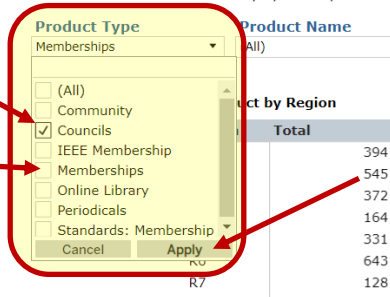 Product Type Product Name
Memberships (All)
(All)
Community
Councils
IEEE Membership
Memberships
Online Library
Periodicals
Standards: Membership
Cancel Apply
uct by Region
Total
394
545
372
164
331
R6 643
R7 128